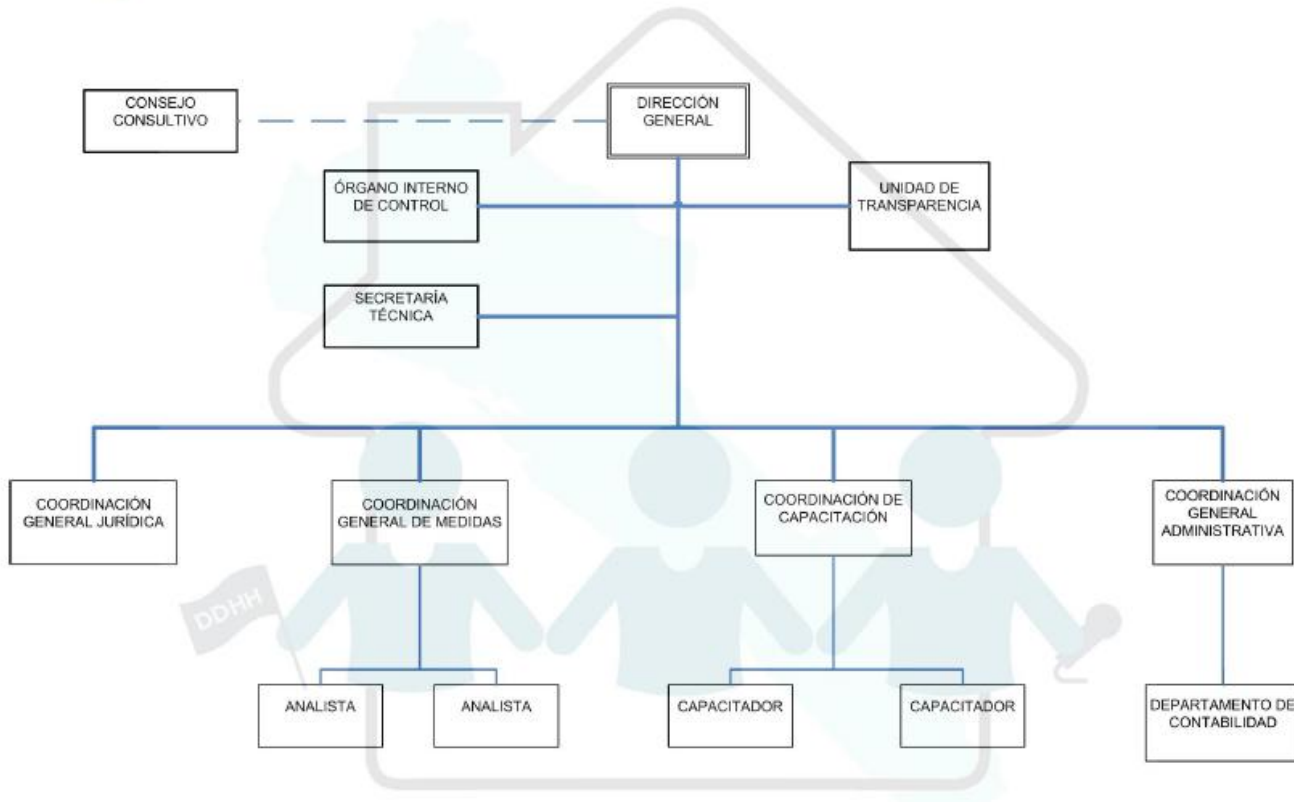 CONSEJO
CONSULTIVO
DIRECCIÓN
GENERAL
ÓRGANO INTERNO
DE CONTROL
UNIDAD DE
TRANSPARENCIA
SECRETARÍA
TÉCNICA
COORDINACIÓN
GENERAL JURÍDICA
COORDINACIÓN
GENERAL DE MEDIDAS
COORDINACIÓN DE
CAPACITACIÓN
COORDINACIÓN
GENERAL
ADMINISTRATIVA
DDHH
ANALISTA
ANALISTA
CAPACITADOR
CAPACITADOR
DEPARTAMENTO DE
CONTABILIDAD